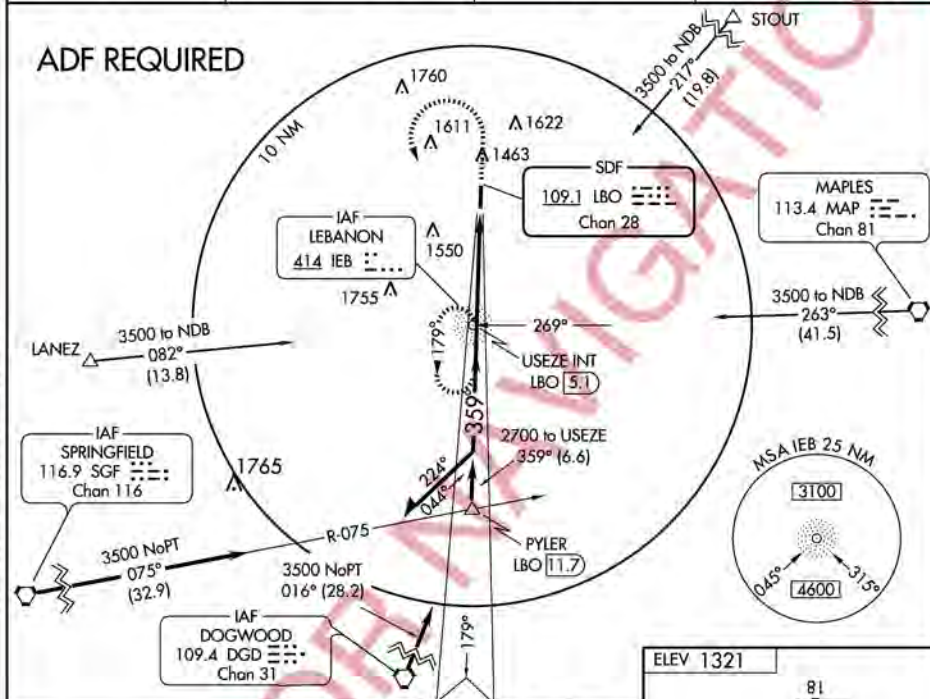 ADF REQUIRED
STOUT
3500 to NDB
217°
(19.8)
1760
10 NM
1611
1622
1463
SDF
109.1 LBO
Chan 28
MAPLES
113.4 MAP
Chan 81
IAF
LEBANON
414 IEB
1550
1755
3500 to NDB
263°
(41.5)
LANEZ
3500 to NDB
082°
(13.8)
179°
269°
USEZE INT
LBO 5.1
359°
2700 to USEZE
359° (6.6)
IAF
SPRINGFIELD
116.9 SGF
Chan 116
1765
224°
044°
MSA IEB 25 NM
3100
045°
315°
4600
R-075
3500 NoPT
075°
(32.9)
PYLER
LBO 11.7
3500 NoPT
016° (28.2)
IAF
DOGWOOD
109.4 DGD
Chan 31
179°
ELEV 1321
18
OR NAVIGATIO